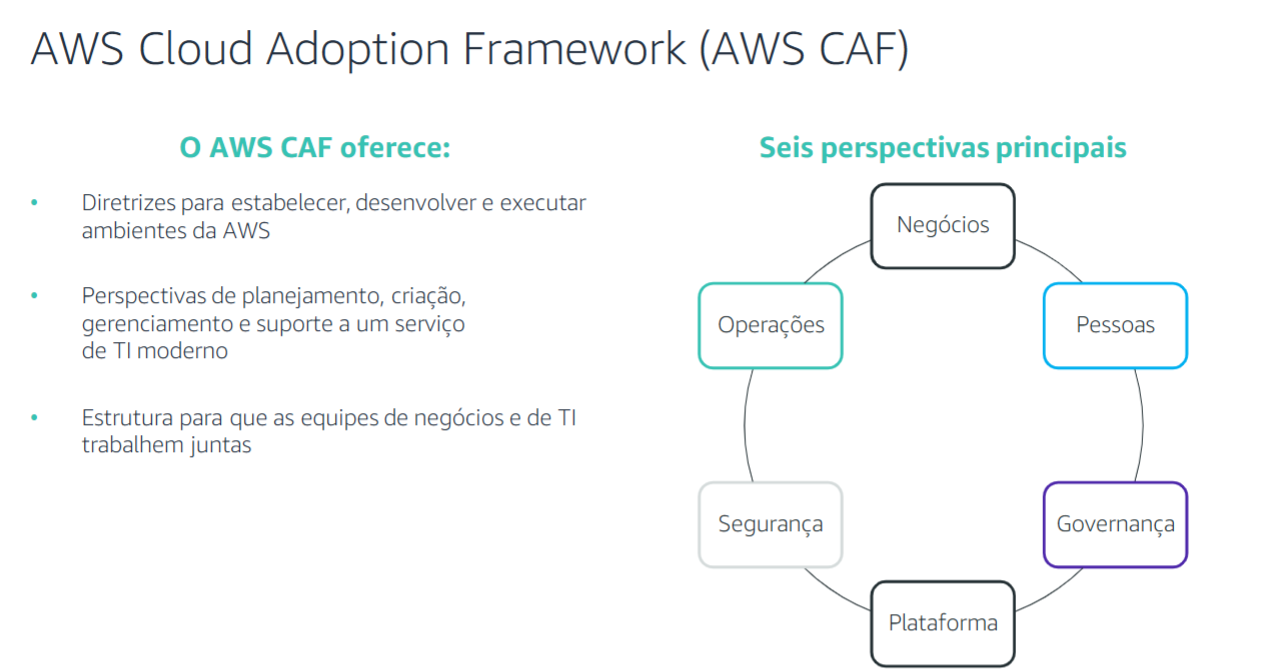 AWS Cloud Adoption Framework (AWS CAF)
O AWS CAF oferece:
• Diretrizes para estabelecer, desenvolver e executar
ambientes da AWS
• Perspectivas de planejamento, criação,
gerenciamento e suporte a um serviço
de TI moderno
• Estrutura para que as equipes de negócios e de TI
trabalhem juntas
Seis perspectivas principais
Negócios
Operações
Pessoas
Segurança
Governança
Plataforma